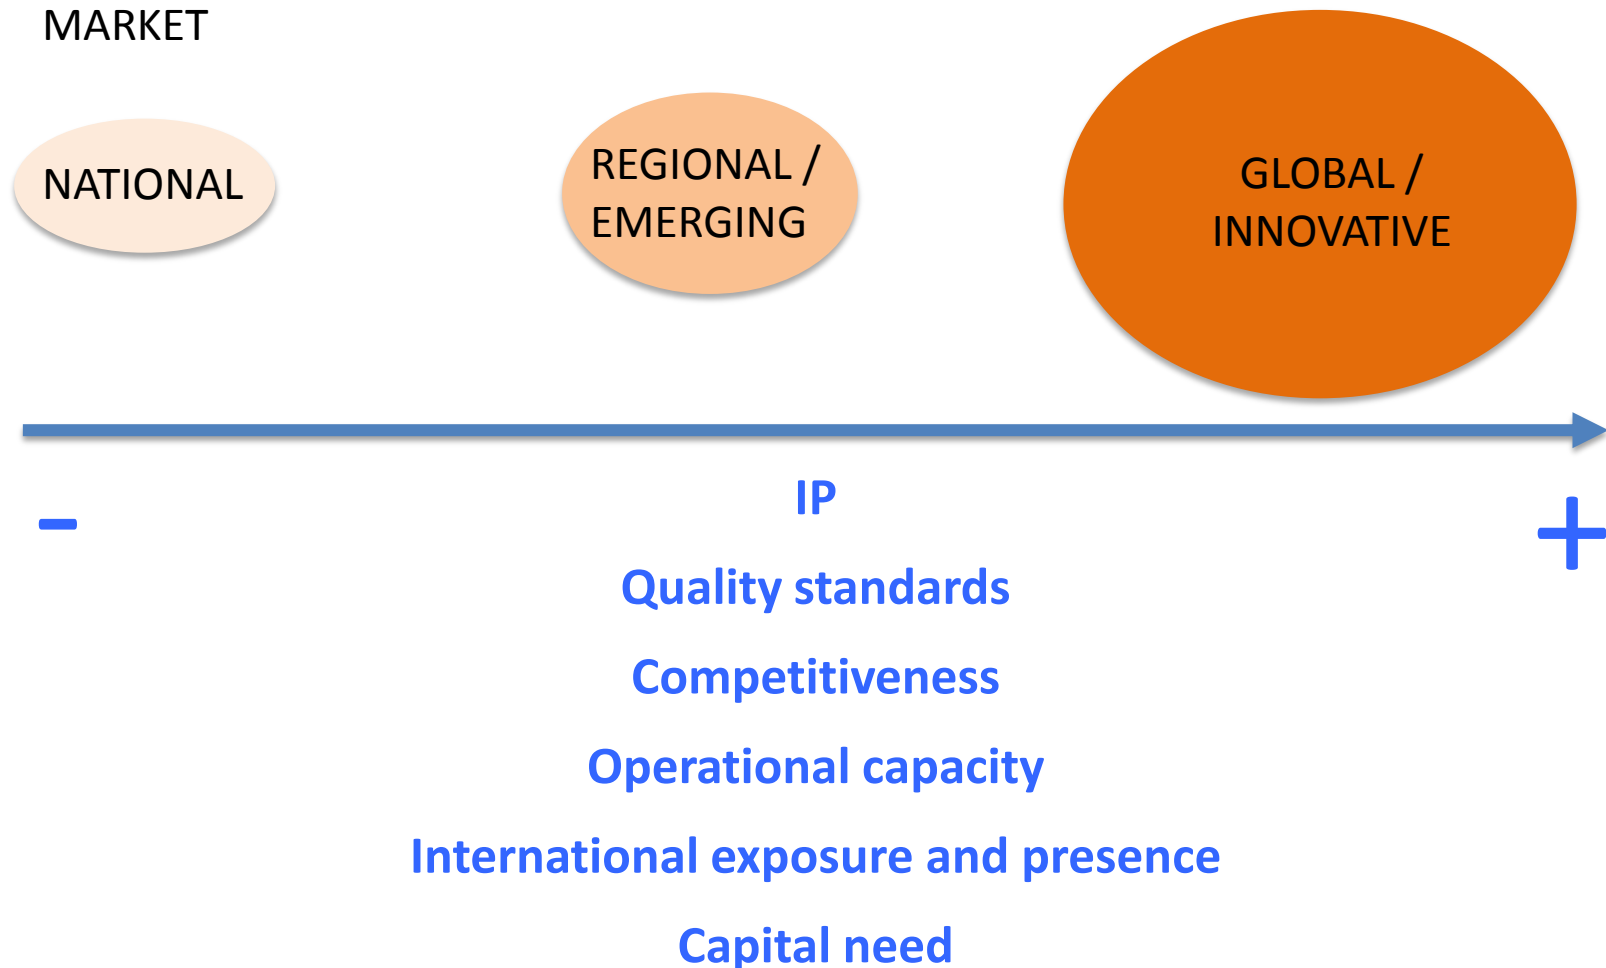 MARKET
NATIONAL
REGIONAL /
EMERGING
GLOBAL /
INNOVATIVE
-
IP
+
Quality standards
Competitiveness
Operational capacity
International exposure and presence
Capital need